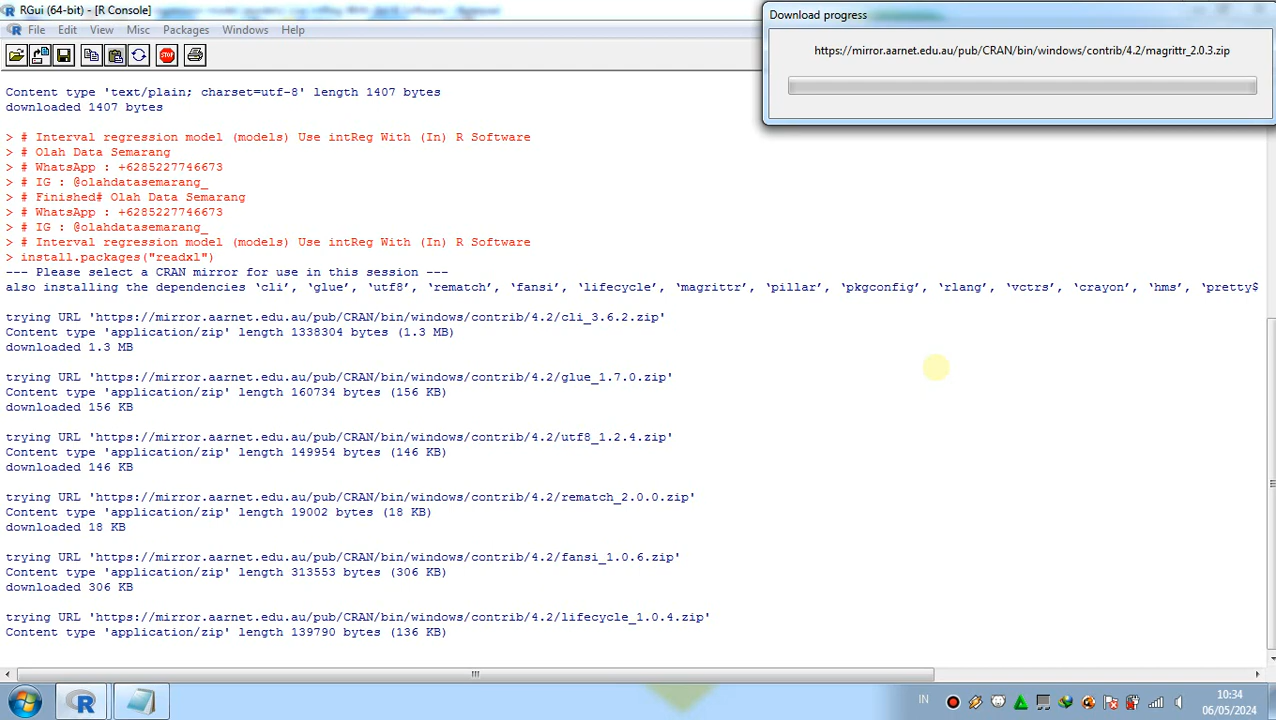 RGui (64-bit) - [R Console]
File Edit View Misc Packages Windows Help
Download progress
https://mirror.aarnet.edu.au/pub/CRAN/bin/windows/contrib/4.2/magrittr_2.0.3.zip
STOP
Content type 'text/plain; charset=utf-8' length 1407 bytes
downloaded 1407 bytes
> # Interval regression model (models) Use intReg With (In) R Software
> # Olah Data Semarang
> # WhatsApp : +6285227746673
> # IG : @olahdatasemarang_
> # Finished# Olah Data Semarang
> # WhatsApp : +6285227746673
> # IG : @olahdatasemarang_
> # Interval regression model (models) Use intReg With (In) R Software
> install.packages("readxl")
--- Please select a CRAN mirror for use in this session ---
also installing the dependencies ‘cli’, ‘glue’, ‘utf8’, ‘rematch’, ‘fansi’, ‘lifecycle’, ‘magrittr’, ‘pillar’, ‘pkgconfig’, ‘rlang’, ‘vctrs’, ‘crayon’, ‘hms’, ‘pretty$
trying URL 'https://mirror.aarnet.edu.au/pub/CRAN/bin/windows/contrib/4.2/cli_3.6.2.zip'
Content type 'application/zip' length 1338304 bytes (1.3 MB)
downloaded 1.3 MB
trying URL 'https://mirror.aarnet.edu.au/pub/CRAN/bin/windows/contrib/4.2/glue_1.7.0.zip'
Content type 'application/zip' length 160734 bytes (156 KB)
downloaded 156 KB
trying URL 'https://mirror.aarnet.edu.au/pub/CRAN/bin/windows/contrib/4.2/utf8_1.2.4.zip'
Content type 'application/zip' length 149954 bytes (146 KB)
downloaded 146 KB
trying URL 'https://mirror.aarnet.edu.au/pub/CRAN/bin/windows/contrib/4.2/rematch_2.0.0.zip'
Content type 'application/zip' length 19002 bytes (18 KB)
downloaded 18 KB
trying URL 'https://mirror.aarnet.edu.au/pub/CRAN/bin/windows/contrib/4.2/fansi_1.0.6.zip'
Content type 'application/zip' length 313553 bytes (306 KB)
downloaded 306 KB
trying URL 'https://mirror.aarnet.edu.au/pub/CRAN/bin/windows/contrib/4.2/lifecycle_1.0.4.zip'
Content type 'application/zip' length 139790 bytes (136 KB)
IN
10:34
06/05/2024